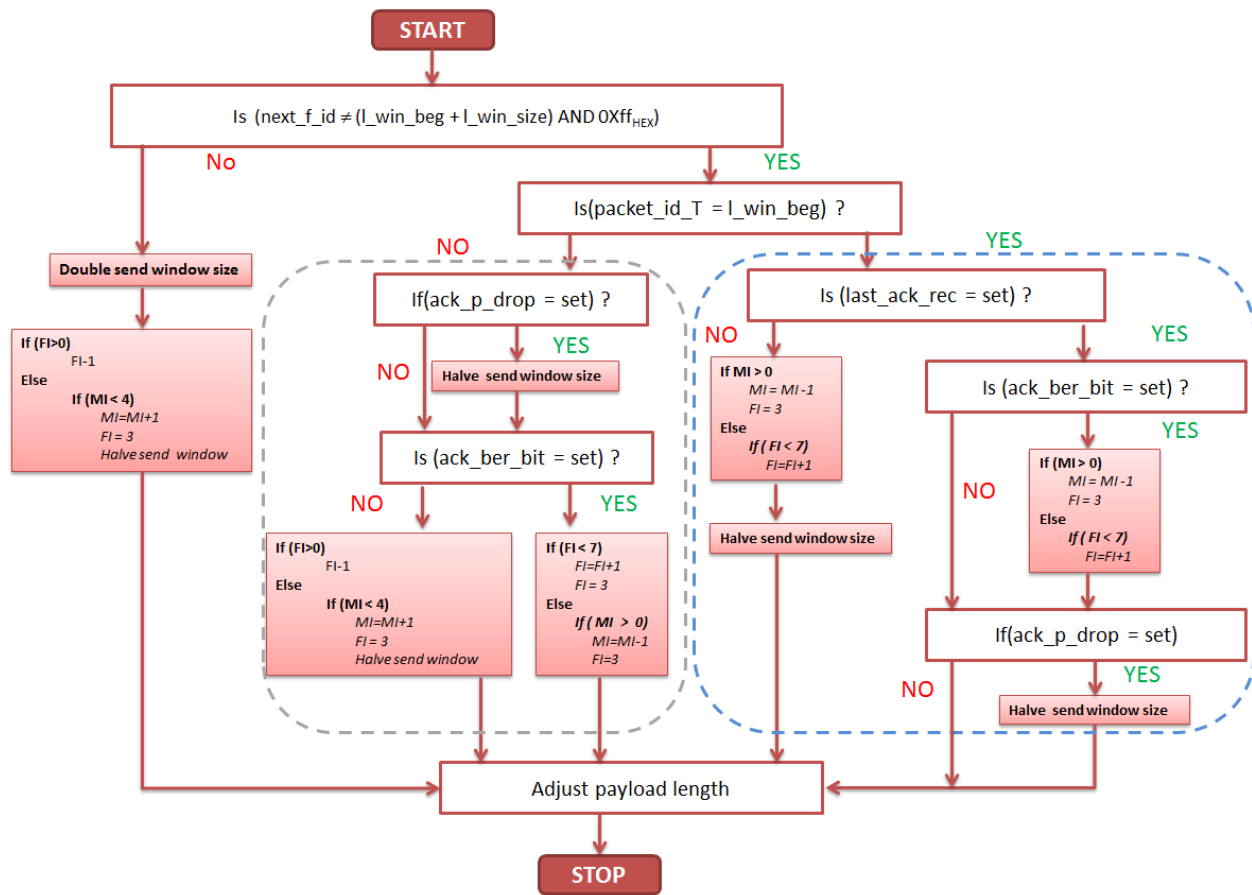 START
Is (next_f_id ≠ (l_win_beg + l_win_size) AND 0Xff_HEX)
No
YES
Is(packet_id_T = l_win_beg) ?
NO
YES
Double send window size
If (FI>0)
FI-1
Else
If (MI < 4)
MI=MI+1
FI = 3
Halve send window
If(ack_p_drop = set) ?
NO
YES
Halve send window size
Is (ack_ber_bit = set) ?
NO
YES
If (FI>0)
FI-1
Else
If (MI < 4)
MI=MI+1
FI = 3
Halve send window
If (FI < 7)
FI=FI+1
FI = 3
Else
If ( MI > 0)
MI=MI-1
FI=3
Is (last_ack_rec = set) ?
NO
YES
If MI > 0
MI = MI -1
FI = 3
Else
If ( FI < 7)
FI=FI+1
Halve send window size
Is (ack_ber_bit = set) ?
NO
YES
If (MI > 0)
MI = MI -1
FI = 3
Else
If ( FI < 7)
FI=FI+1
If(ack_p_drop = set)
NO
YES
Halve send window size
Adjust payload length
STOP